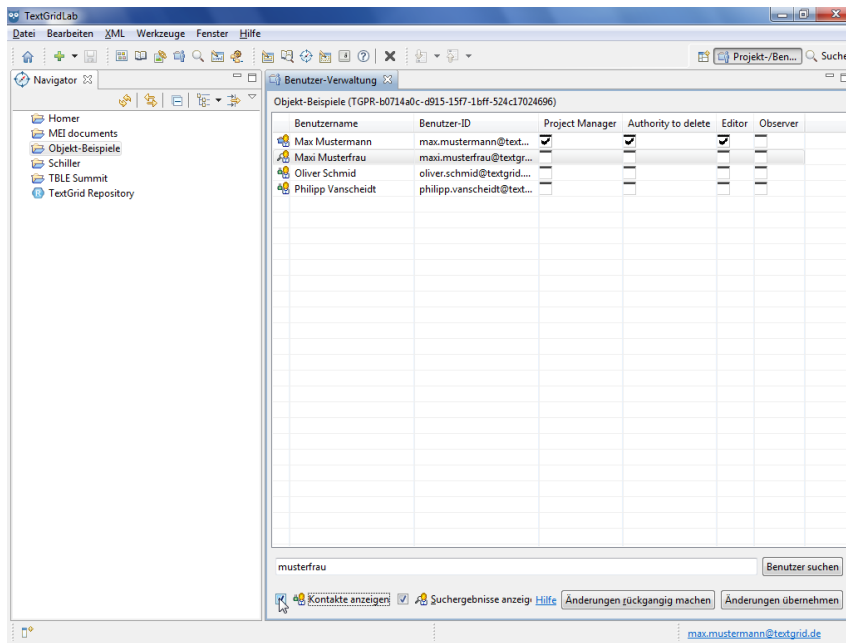 TextGridLab
Datei Bearbeiten XML Werkzeuge Fenster Hilfe
Projekt-/Ben... Suche
Navigator
Homer
MEI documents
Objekt-Beispiele
Schiller
TBLE Summit
TextGrid Repository
Benutzer-Verwaltung
Objekt-Beispiele (TGPR-b0714a0c-d915-15f7-1bff-524c17024696)
Benutzername Benutzer-ID Project Manager Authority to delete Editor Observer
Max Mustermann max.mustermann@text...
Maxi Musterfrau maxi.musterfrau@textgr...
Oliver Schmid oliver.schmid@textgrid....
Philipp Vanscheidt philipp.vanscheidt@text...
musterfrau Benutzer suchen
Kontakte anzeigen Suchergebnisse anzeig Hilfe Änderungen rückgangig machen Änderungen übernehmen
max.mustermann@textgrid.de